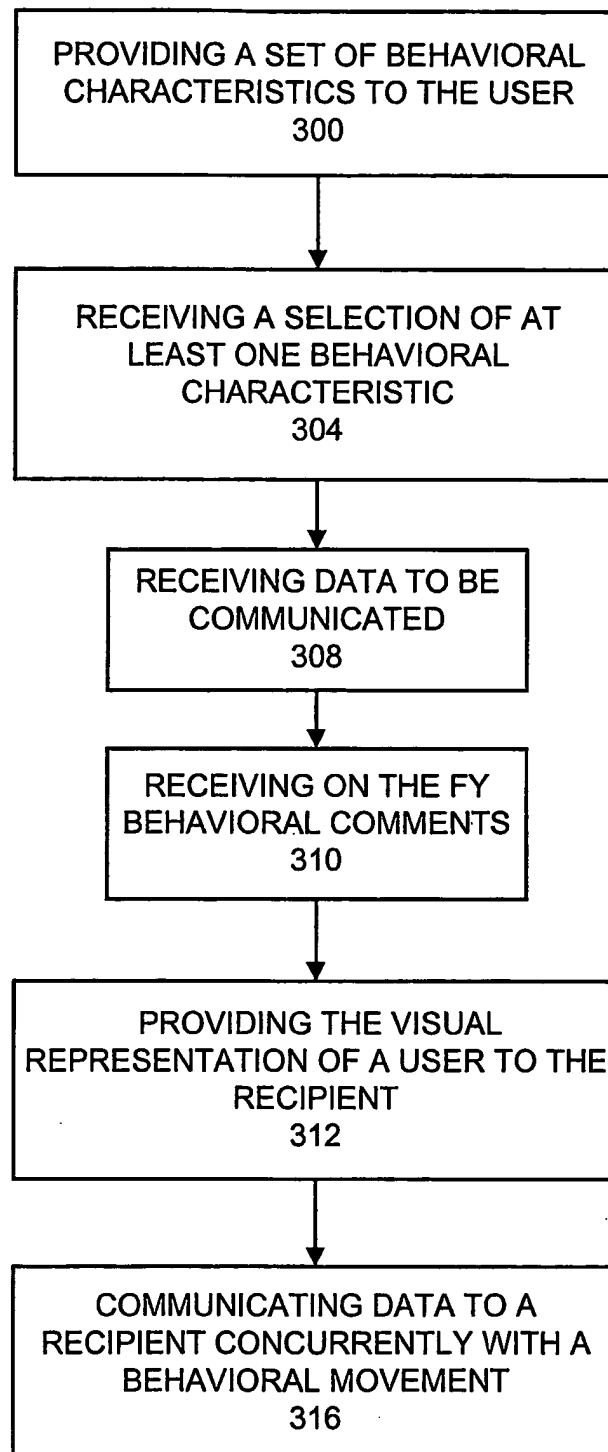 PROVIDING A SET OF BEHAVIORAL
CHARACTERISTICS TO THE USER
300
RECEIVING A SELECTION OF AT
LEAST ONE BEHAVIORAL
CHARACTERISTIC
304
RECEIVING DATA TO BE
COMMUNICATED
308
RECEIVING ON THE FY
BEHAVIORAL COMMENTS
310
PROVIDING THE VISUAL
REPRESENTATION OF A USER TO THE
RECIPIENT
312
COMMUNICATING DATA TO A
RECIPIENT CONCURRENTLY WITH A
BEHAVIORAL MOVEMENT
316